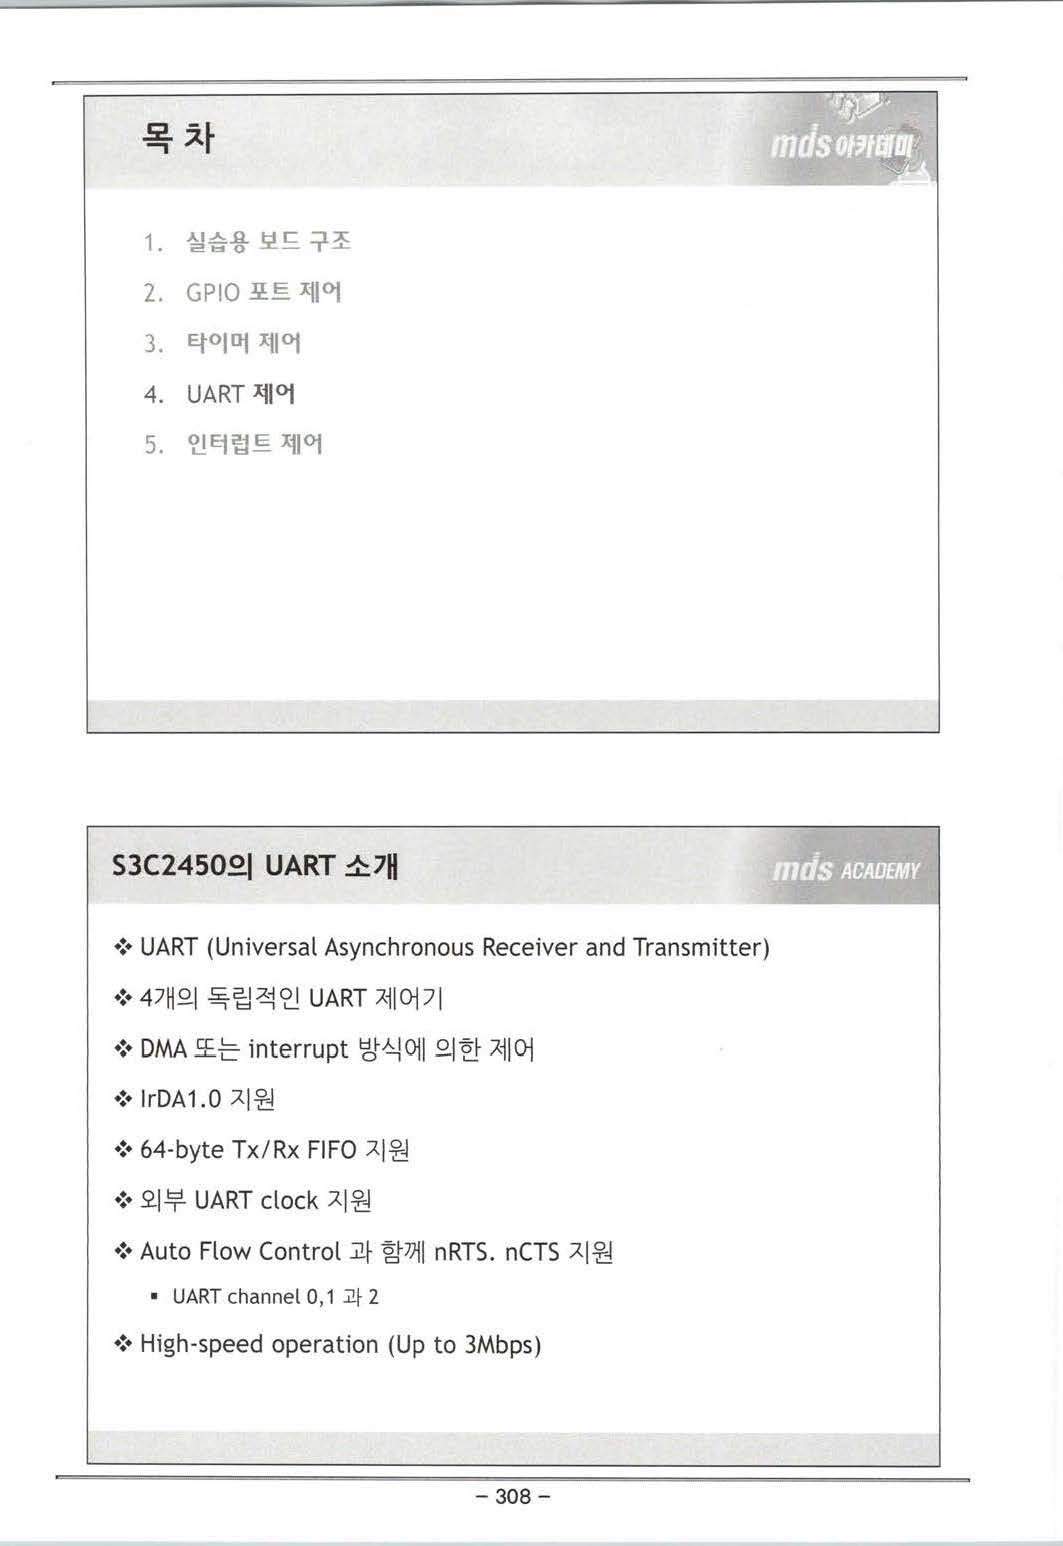 목 차
mds 아카데미
1. 실습용 보드 구조
2. GPIO 포트 제어
3. 타이머 제어
4. UART 제어
5. 인터럽트 제어
S3C2450의 UART 소개
mds ACADEMY
❖ UART (Universal Asynchronous Receiver and Transmitter)
❖ 4개의 독립적인 UART 제어기
❖ DMA 또는 interrupt 방식에 의한 제어
❖ IrDA1.0 지원
❖ 64-byte Tx/Rx FIFO 지원
❖ 외부 UART clock 지원
❖ Auto Flow Control 과 함께 nRTS. nCTS 지원
▪ UART channel 0,1 과 2
❖ High-speed operation (Up to 3Mbps)
- 308 -